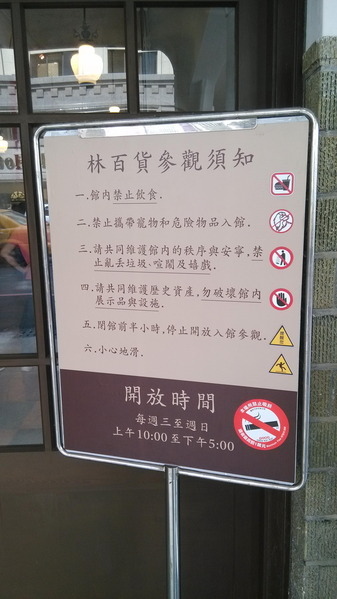 林百貨參觀須知
一.館內禁止飲食.
二.禁止攜帶寵物和危險物品入館.
三.請共同維護館內的秩序與安寧,禁
止亂丟垃圾、喧鬧及嬉戲.
四.請共同維護歷史資產,勿破壞館內
展示品與設施.
五.閉館前半小時,停止開放入館參觀.
六.小心地滑.
開放時間
每週三至週日
上午10:00至下午5:00